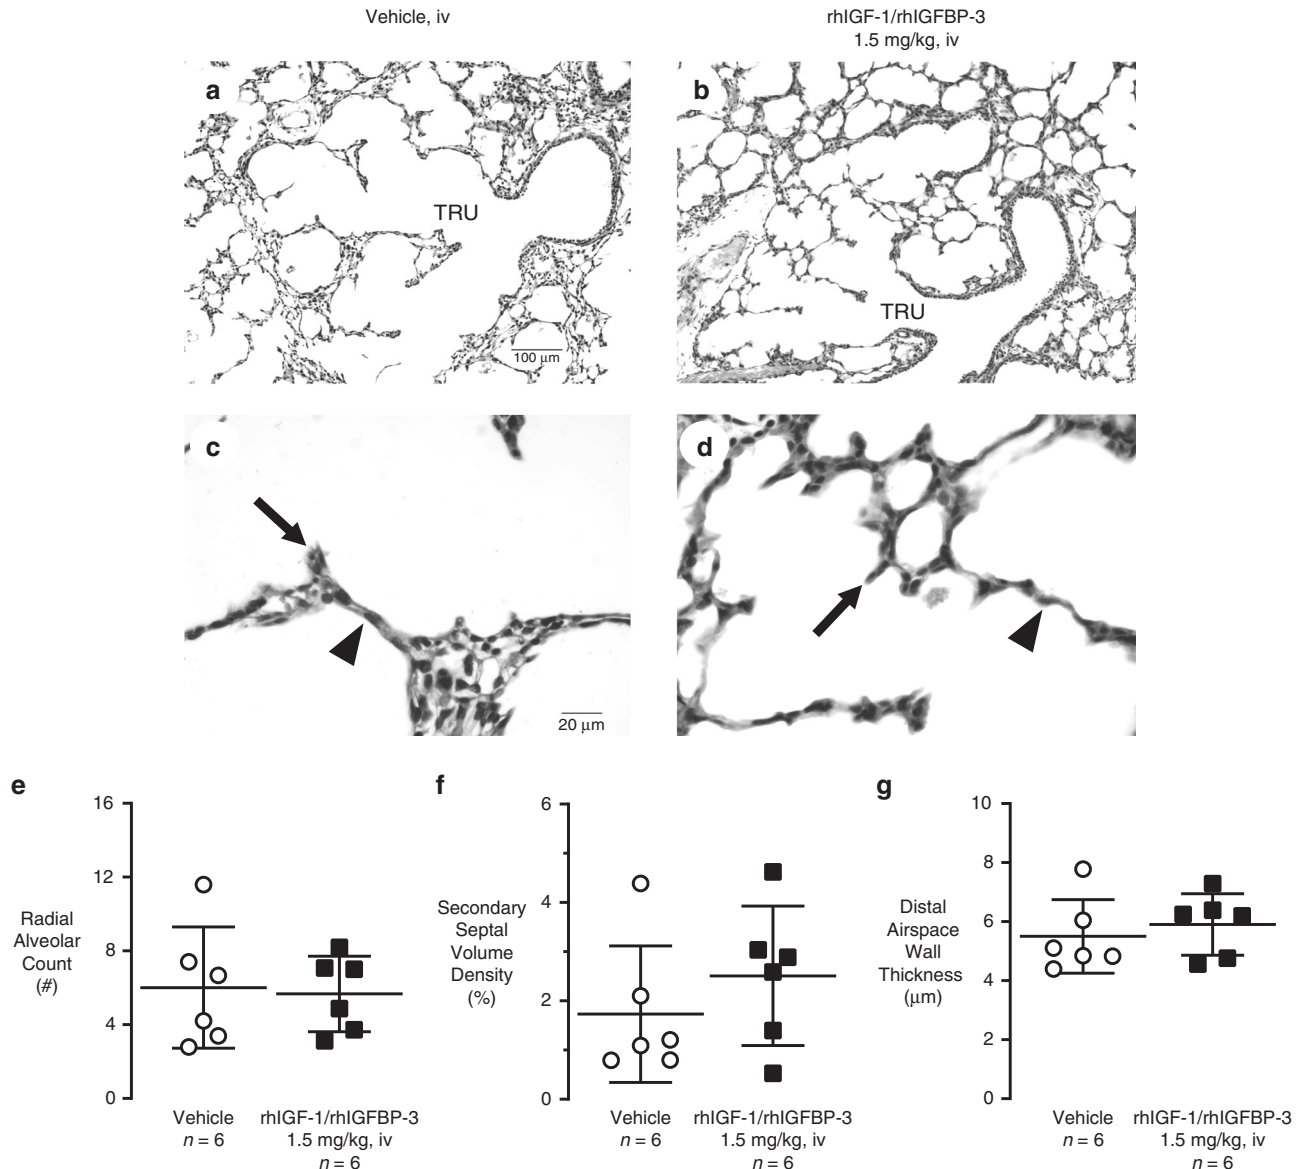 Vehicle, iv
rhIGF-1/rhIGFBP-3
1.5 mg/kg, iv
a
TRU
100 μm
b
TRU
c
20 μm
d
e
16
12
8
4
0
Radial
Alveolar
Count
(#)
Vehicle
n = 6
rhIGF-1/rhIGFBP-3
1.5 mg/kg, iv
n = 6
f
6
4
2
0
Secondary
Septal
Volume
Density
(%)
Vehicle
n = 6
rhIGF-1/rhIGFBP-3
1.5 mg/kg, iv
n = 6
g
10
8
6
4
2
0
Distal
Airspace
Wall
Thickness
(μm)
Vehicle
n = 6
rhIGF-1/rhIGFBP-3
1.5 mg/kg, iv
n = 6